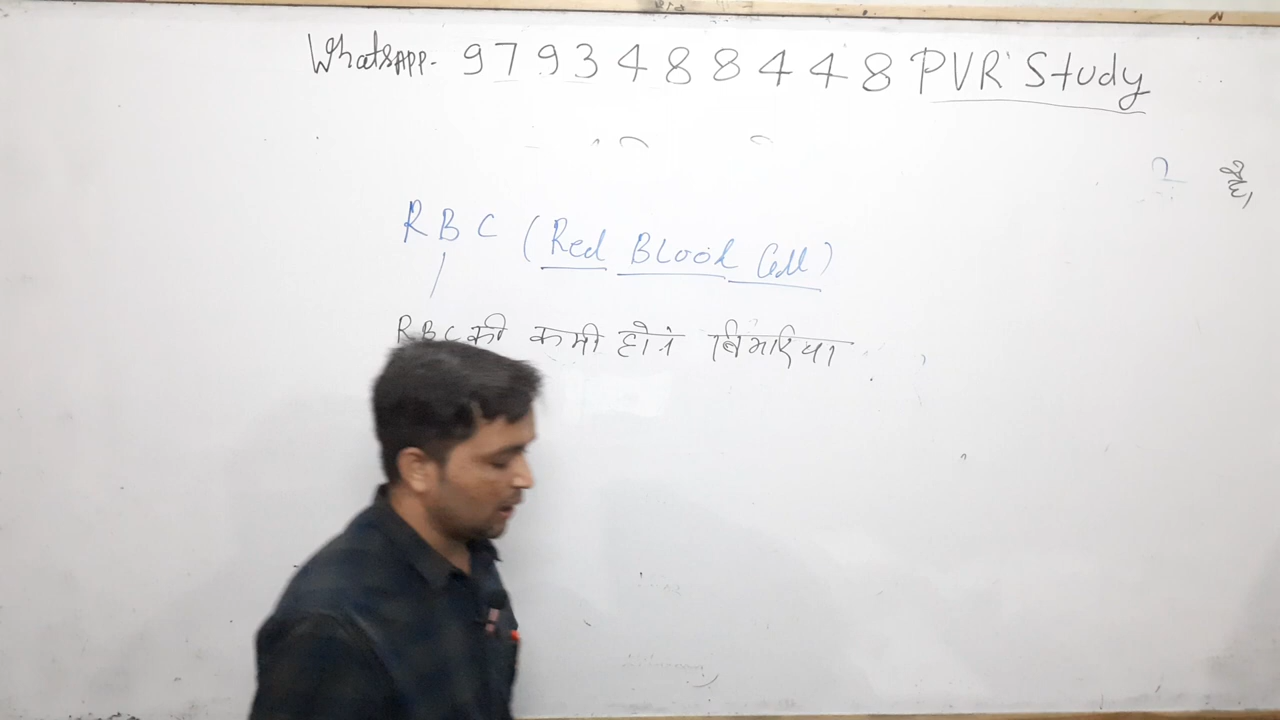 WhatsAPP. 9793488448 PVR Study
RBC (Red Blood Cell)
RBC की कमी होने बिमारिया